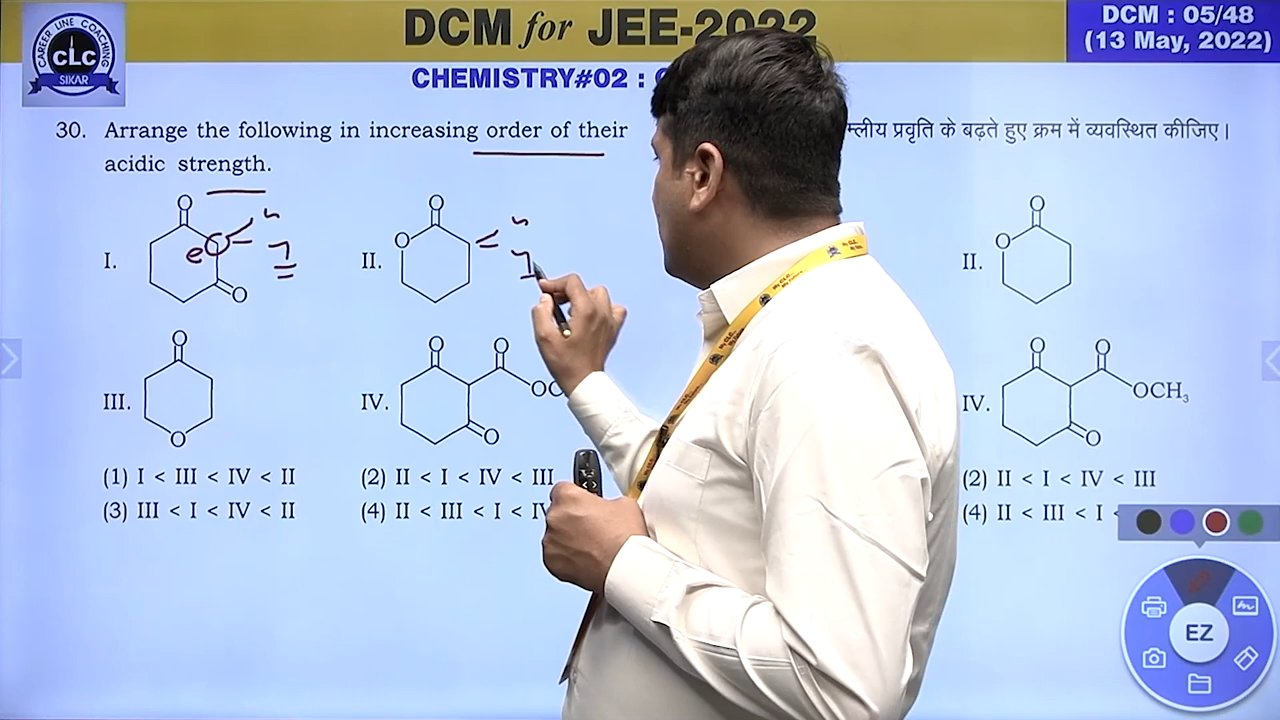 DCM for JEE-2022
DCM : 05/48
(13 May, 2022)
CAREER LINE COACHING
CLC
SIKAR
CHEMISTRY#02 :
30. Arrange the following in increasing order of their
acidic strength.
प्रवृति के बढ़ते हुए क्रम में व्यवस्थित कीजिए।
I.
O
O
II.
O
O
II.
O
O
III.
O
O
IV.
O
O
O
IV.
O
O
O
OCH3
(1) I < III < IV < II
(2) II < I < IV < III
(2) II < I < IV < III
(3) III < I < IV < II
(4) II < III < I <
(4) II < III < I <
EZ